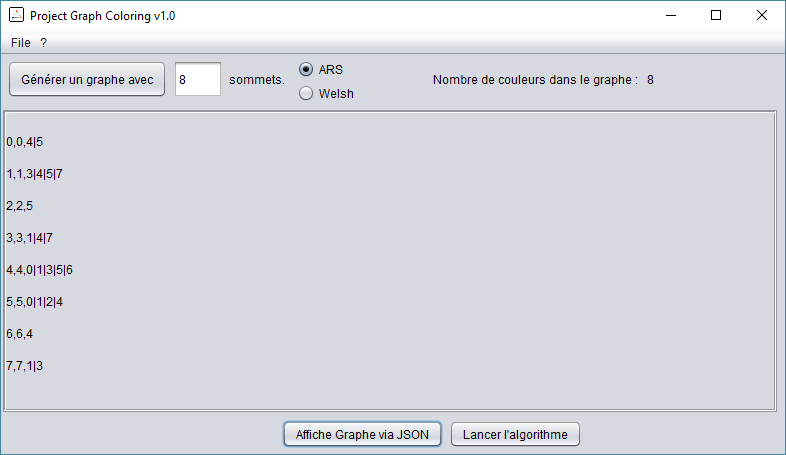 Project Graph Coloring v1.0
File ?
Générer un graphe avec 8 sommets. ARS Nombre de couleurs dans le graphe : 8
Welsh
0,0,4|5
1,1,3|4|5|7
2,2,5
3,3,1|4|7
4,4,0|1|3|5|6
5,5,0|1|2|4
6,6,4
7,7,1|3
Affiche Graphe via JSON Lancer l'algorithme